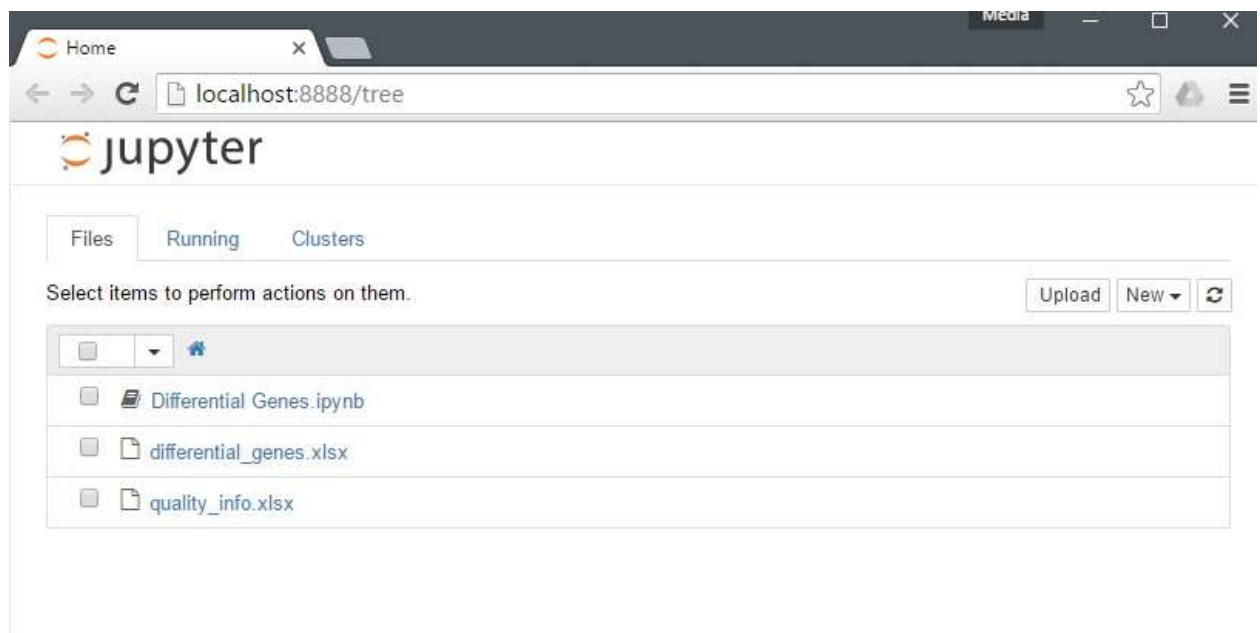 Media
Home
localhost:8888/tree
jupyter
Files Running Clusters
Select items to perform actions on them.
Upload New
Differential Genes.ipynb
differential_genes.xlsx
quality_info.xlsx